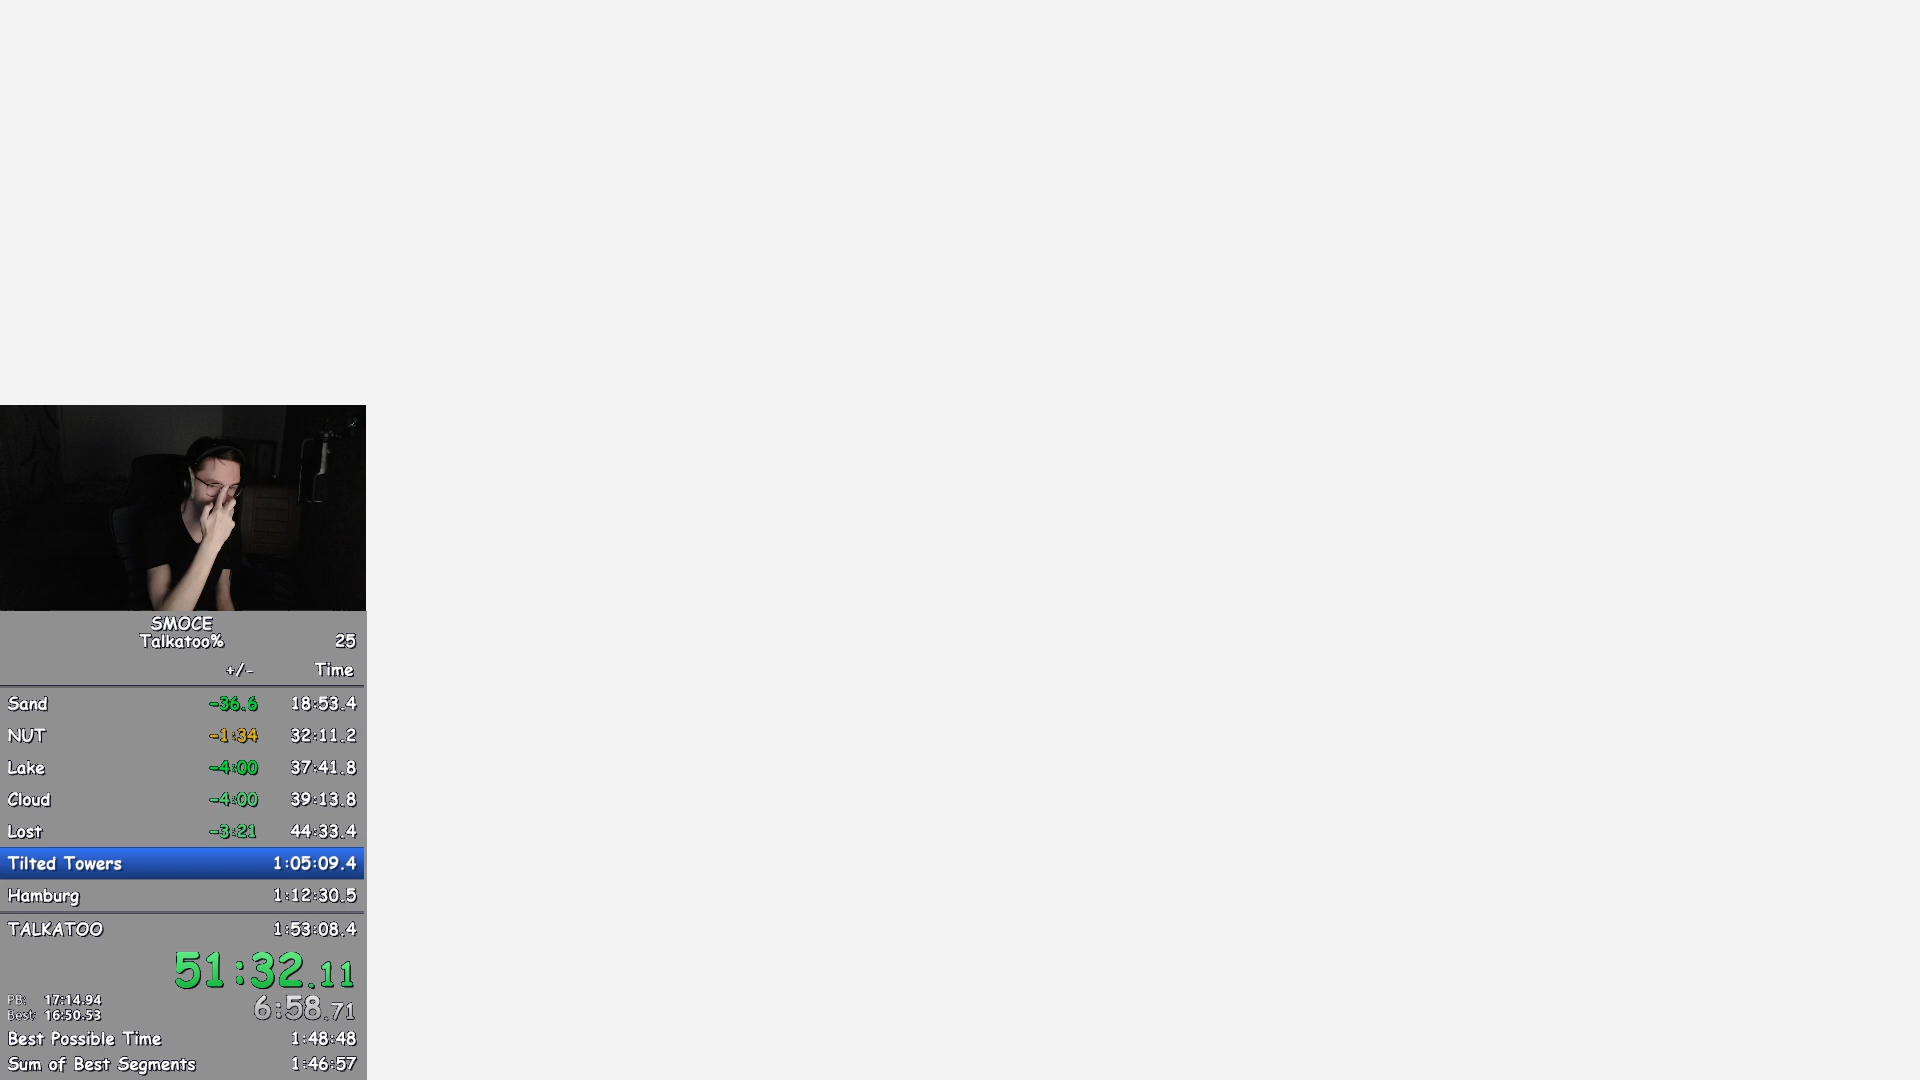 SMOCE
Talkatoo% 25
+/- Time
Sand -36.6 18:53.4
NUT -1:34 32:11.2
Lake -4:00 37:41.8
Cloud -4:00 39:13.8
Lost -3:21 44:33.4
Tilted Towers 1:05:09.4
Hamburg 1:12:30.5
TALKATOO 1:53:08.4
51:32.11
PB: 17:14.94 6:58.71
Best: 16:50.53
Best Possible Time 1:48:48
Sum of Best Segments 1:46:57